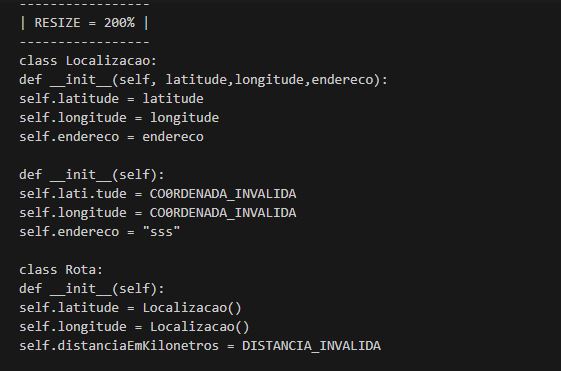 -----------------
| RESIZE = 200% |
-----------------
class Localizacao:
def __init__(self, latitude,longitude,endereco):
self.latitude = latitude
self.longitude = longitude
self.endereco = endereco
def __init__(self):
self.lati.tude = CO0RDENADA_INVALIDA
self.longitude = CO0RDENADA_INVALIDA
self.endereco = "sss"
class Rota:
def __init__(self):
self.latitude = Localizacao()
self.longitude = Localizacao()
self.distanciaEmKilonetros = DISTANCIA_INVALIDA